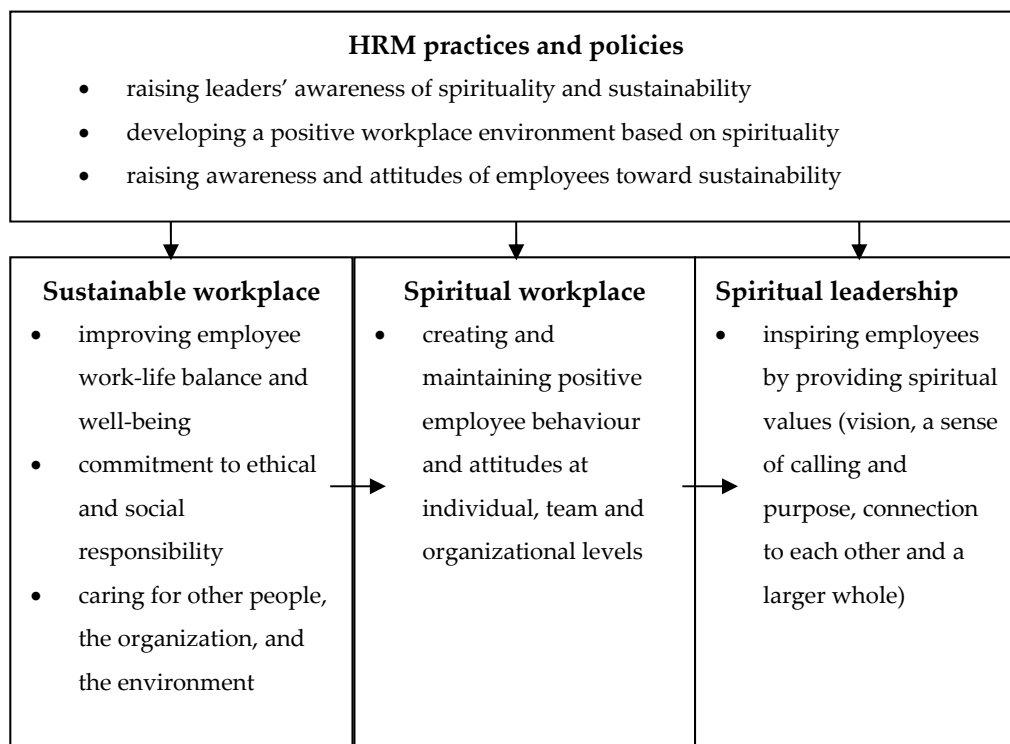 HRM practices and policies
• raising leaders’ awareness of spirituality and sustainability
• developing a positive workplace environment based on spirituality
• raising awareness and attitudes of employees toward sustainability
Sustainable workplace
• improving employee
work-life balance and
well-being
• commitment to ethical
and social
responsibility
• caring for other people,
the organization, and
the environment
Spiritual workplace
• creating and
maintaining positive
employee behaviour
and attitudes at
individual, team and
organizational levels
Spiritual leadership
• inspiring employees
by providing spiritual
values (vision, a sense
of calling and
purpose, connection
to each other and a
larger whole)